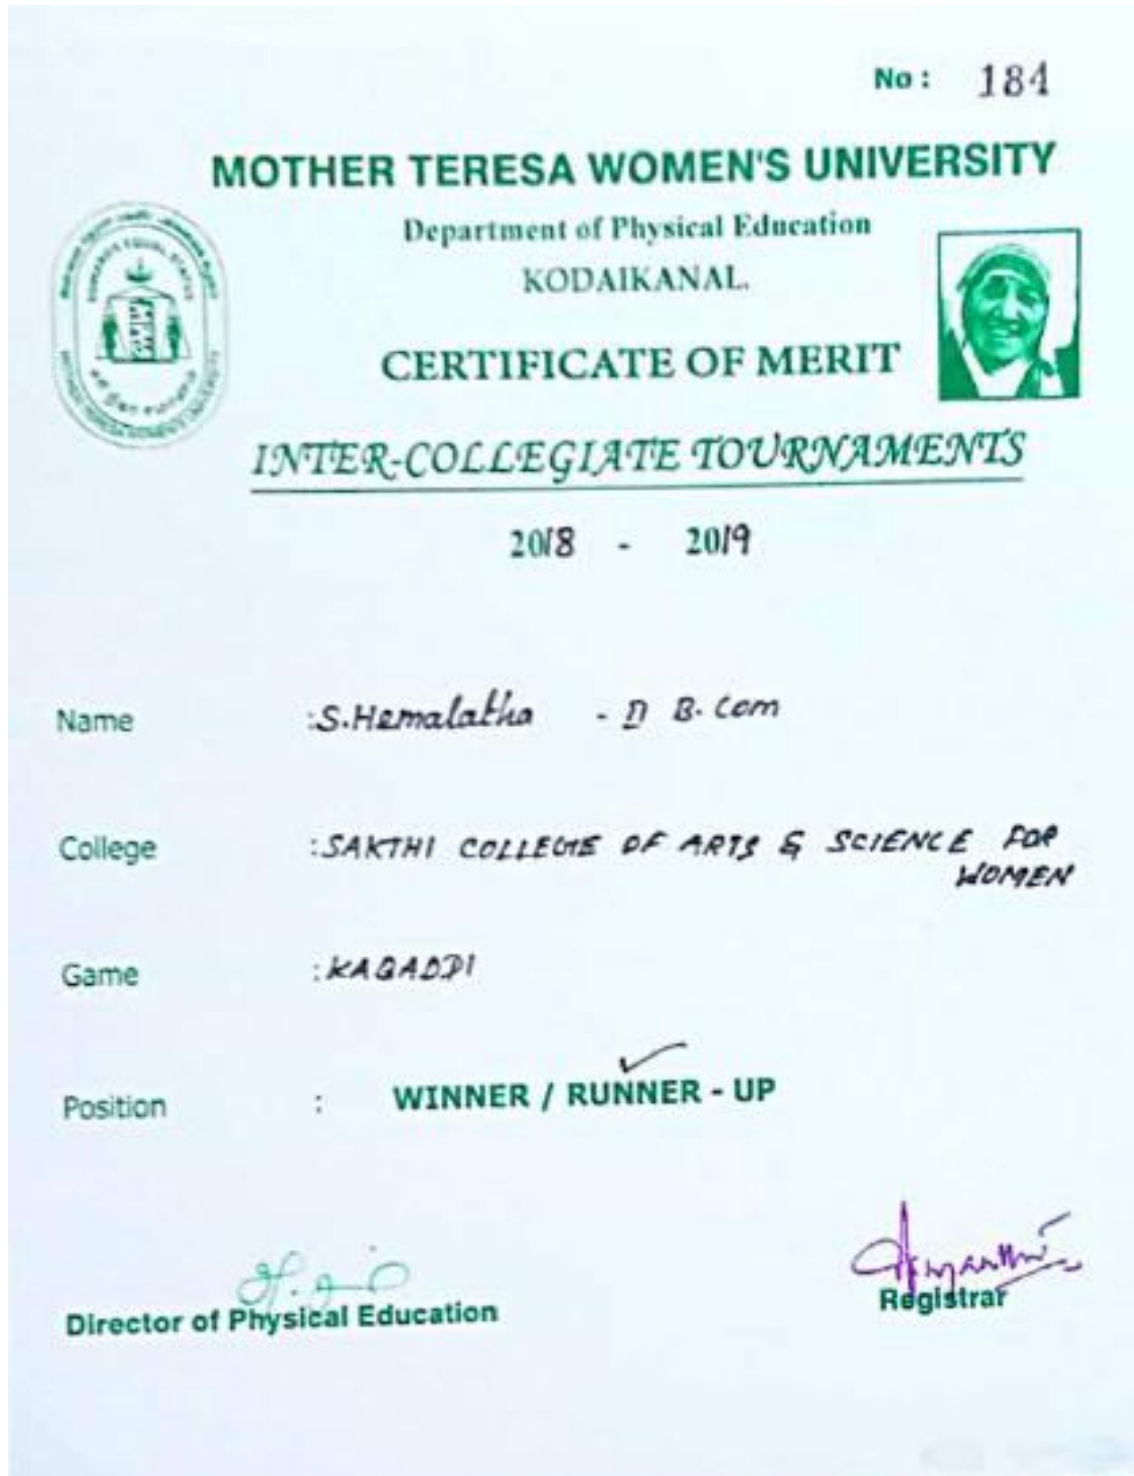 No : 184
MOTHER TERESA WOMEN'S UNIVERSITY
Department of Physical Education
KODAIKANAL.
CERTIFICATE OF MERIT
INTER-COLLEGIATE TOURNAMENTS
2018 - 2019
Name : S. Hemalatha - II B. Com
College : SAKTHI COLLEGE OF ARTS & SCIENCE FOR
WOMEN
Game : KABADDI
Position : WINNER / RUNNER - UP
Director of Physical Education
Registrar